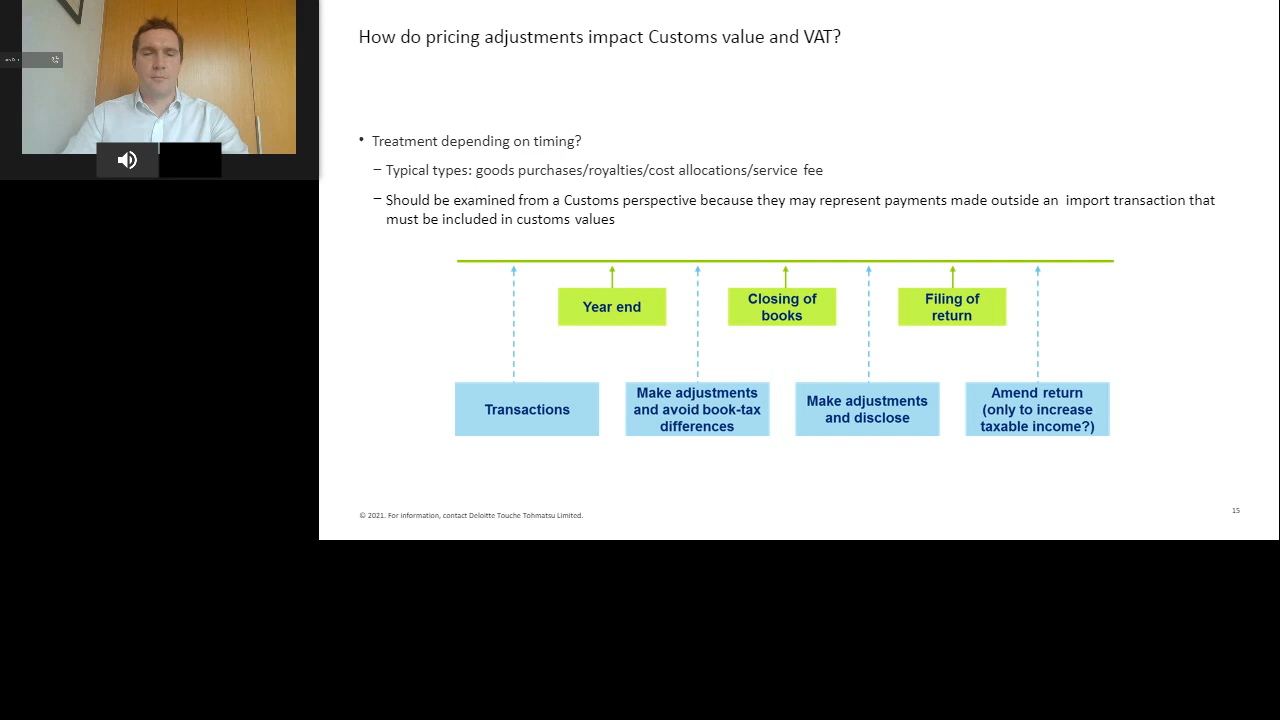 How do pricing adjustments impact Customs value and VAT?
• Treatment depending on timing?
– Typical types: goods purchases/royalties/cost allocations/service fee
– Should be examined from a Customs perspective because they may represent payments made outside an import transaction that
must be included in customs values
Year end
Closing of
books
Filing of
return
Transactions
Make adjustments
and avoid book-tax
differences
Make adjustments
and disclose
Amend return
(only to increase
taxable income?)
© 2021. For information, contact Deloitte Touche Tohmatsu Limited.
15